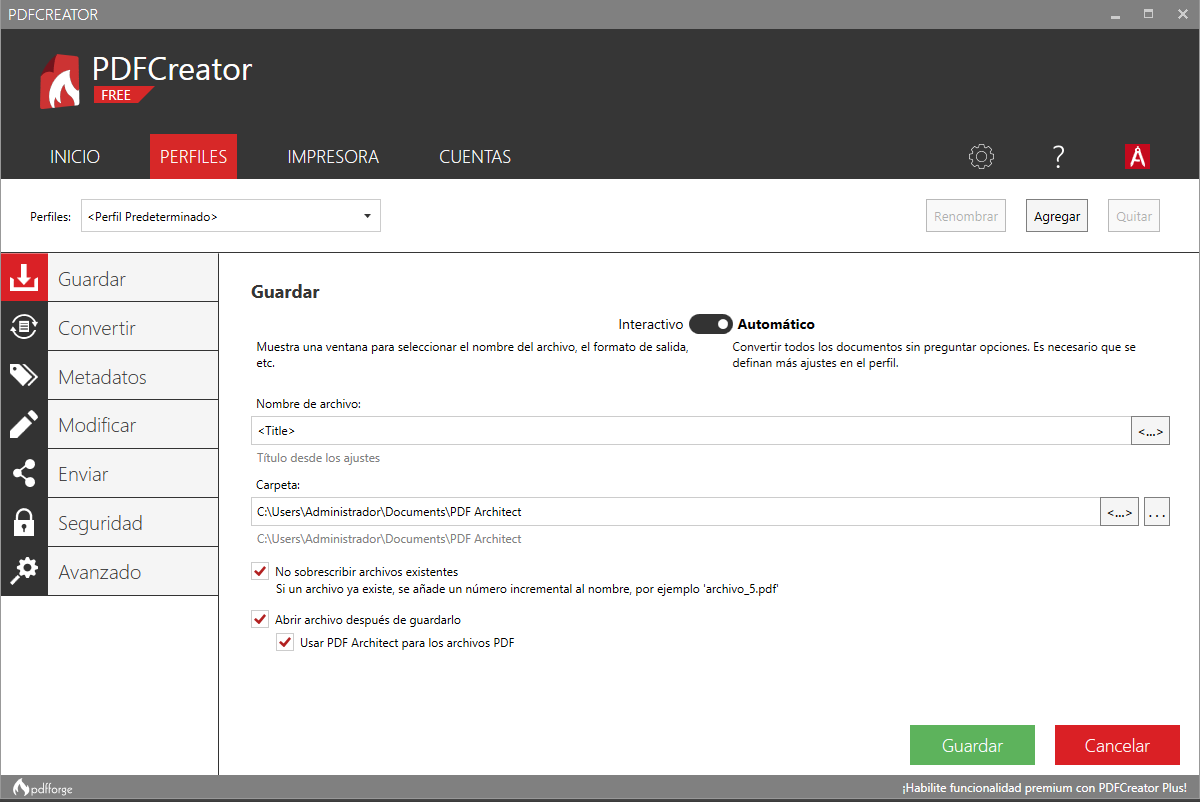 PDFCREATOR
PDFCreator
FREE
INICIO PERFILES IMPRESORA CUENTAS ?
Perfiles: <Perfil Predeterminado> Renombrar Agregar Quitar
Guardar
Convertir
Metadatos
Modificar
Enviar
Seguridad
Avanzado
Guardar
Interactivo Automático
Muestra una ventana para seleccionar el nombre del archivo, el formato de salida,
etc.
Convertir todos los documentos sin preguntar opciones. Es necesario que se
definan más ajustes en el perfil.
Nombre de archivo:
<Title> <...>
Título desde los ajustes
Carpeta:
C:\Users\Administrador\Documents\PDF Architect <...> ...
C:\Users\Administrador\Documents\PDF Architect
No sobrescribir archivos existentes
Si un archivo ya existe, se añade un número incremental al nombre, por ejemplo 'archivo_5.pdf'
Abrir archivo después de guardarlo
Usar PDF Architect para los archivos PDF
Guardar Cancelar
pdfforge ¡Habilite funcionalidad premium con PDFCreator Plus!